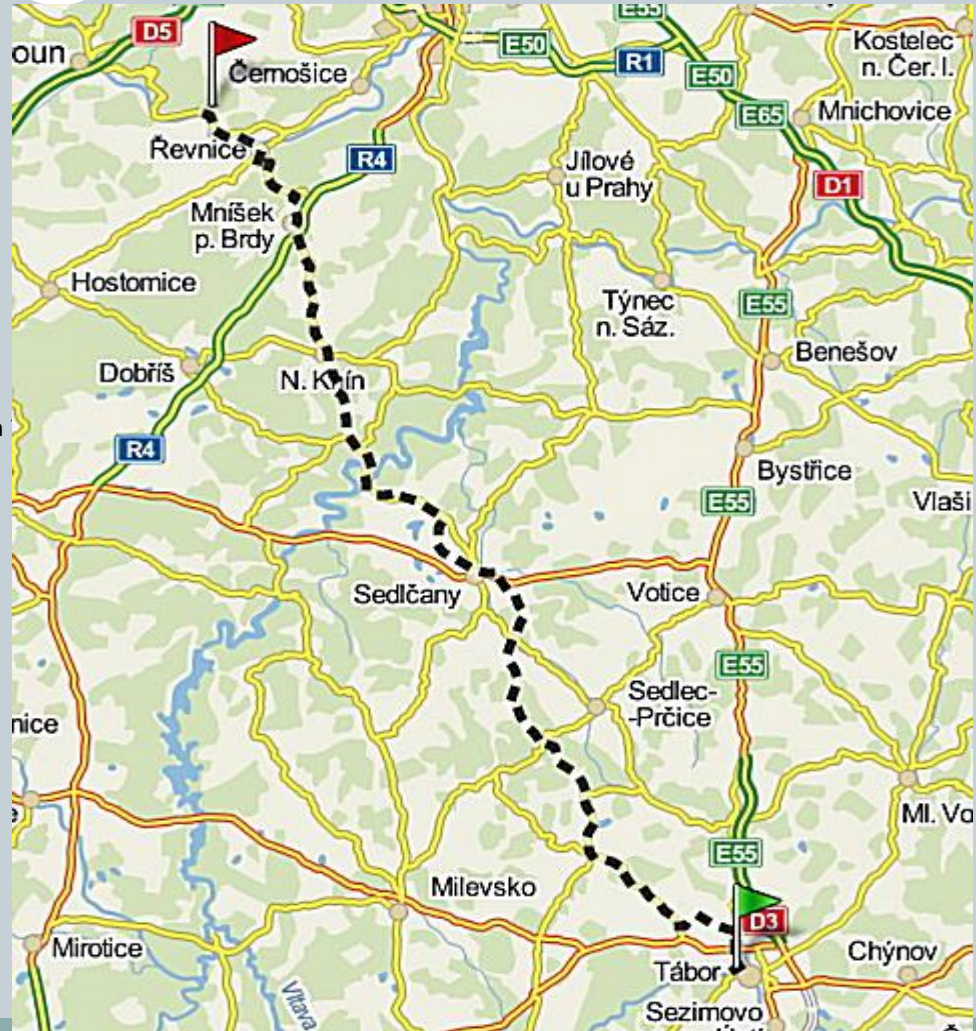 E55
D5
oun
E50
Kostelec
n. Čer. l.
Černošice
R1
E50
E65
Mnichovice
Řevnice
R4
Jílové
u Prahy
D1
Mníšek
p. Brdy
Hostomice
Týnec
n. Sáz.
E55
Benešov
Dobříš
R4
Bystřice
E55
Vlaši
Sedlčany
Votice
E55
Sedlec-
-Prčice
nice
Ml. Vo
E55
Milevsko
D3
Mirotice
Tábor
Chýnov
Vltava
Sezimovo